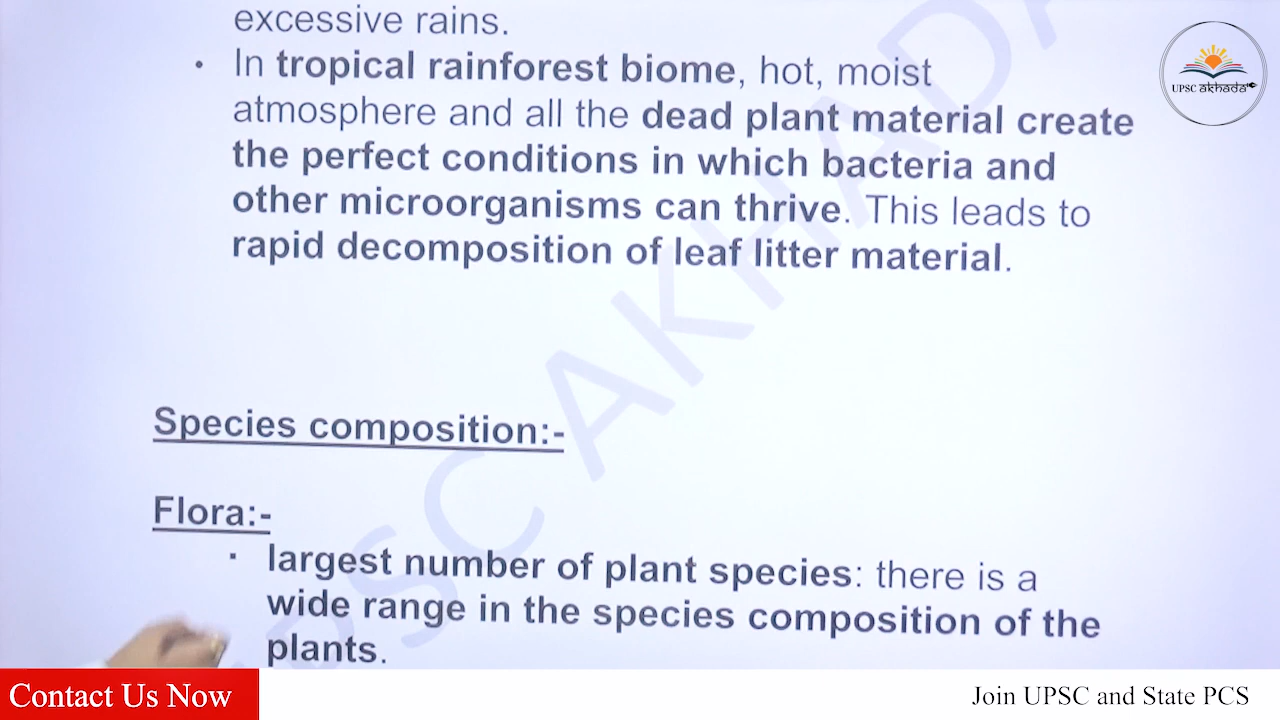 excessive rains.
• In tropical rainforest biome, hot, moist
atmosphere and all the dead plant material create
the perfect conditions in which bacteria and
other microorganisms can thrive. This leads to
rapid decomposition of leaf litter material.
UPSC akhada
UPSC AKHADA
Species composition:-
Flora:-
▪ largest number of plant species: there is a
wide range in the species composition of the
plants.
Contact Us Now
Join UPSC and State PCS